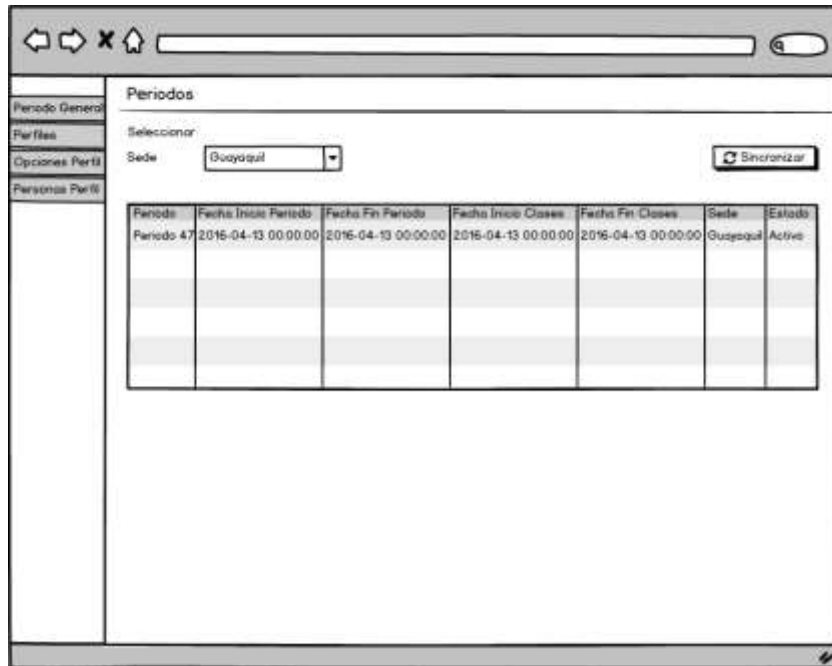 Periodos
Periodo General
Perfiles
Opciones Perfil
Personas Perfil
Seleccionar
Sede Guayaquil Sincronizar
Periodo Fecha Inicio Periodo Fecha Fin Periodo Fecha Inicio Clases Fecha Fin Clases Sede Estado
Periodo 47 2016-04-13 00:00:00 2016-04-13 00:00:00 2016-04-13 00:00:00 2016-04-13 00:00:00 Guayaquil Activo